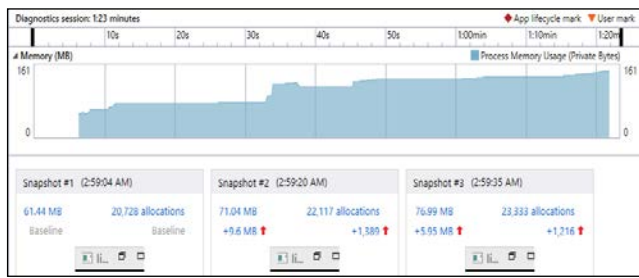 Diagnostics session: 1:23 minutes App lifecycle mark User mark
10s 20s 30s 40s 50s 1:00min 1:10min 1:20m
Memory (MB) Process Memory Usage (Private Bytes)
161 161
0 0
Snapshot #1 (2:59:04 AM) Snapshot #2 (2:59:20 AM) Snapshot #3 (2:59:35 AM)
61.44 MB 20,728 allocations 71.04 MB 22,117 allocations 76.99 MB 23,333 allocations
Baseline Baseline +9.6 MB +1,389 +5.95 MB +1,216